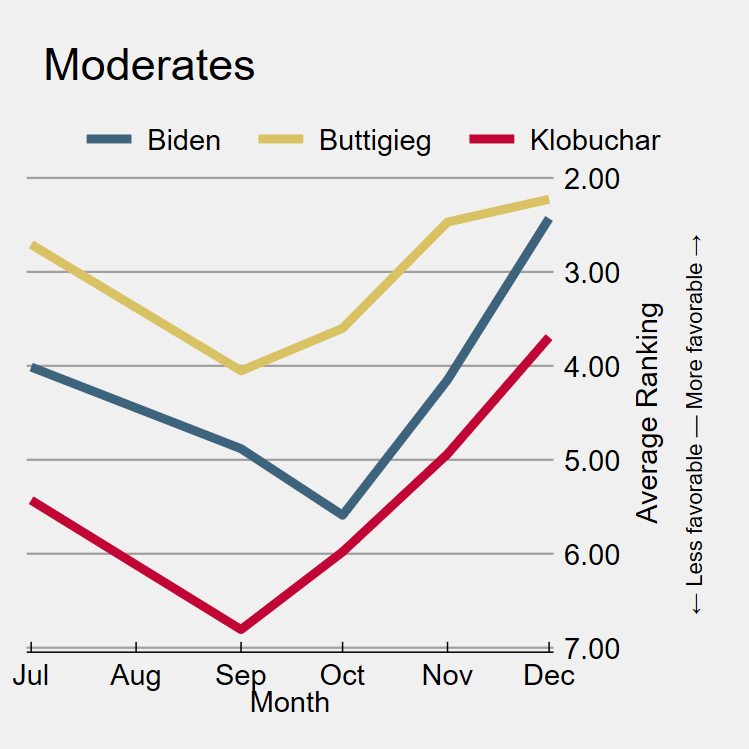 Moderates
Biden Buttigieg Klobuchar
2.00
3.00
4.00
5.00
6.00
7.00
Average Ranking
← Less favorable — More favorable →
Jul Aug Sep Oct Nov Dec
Month